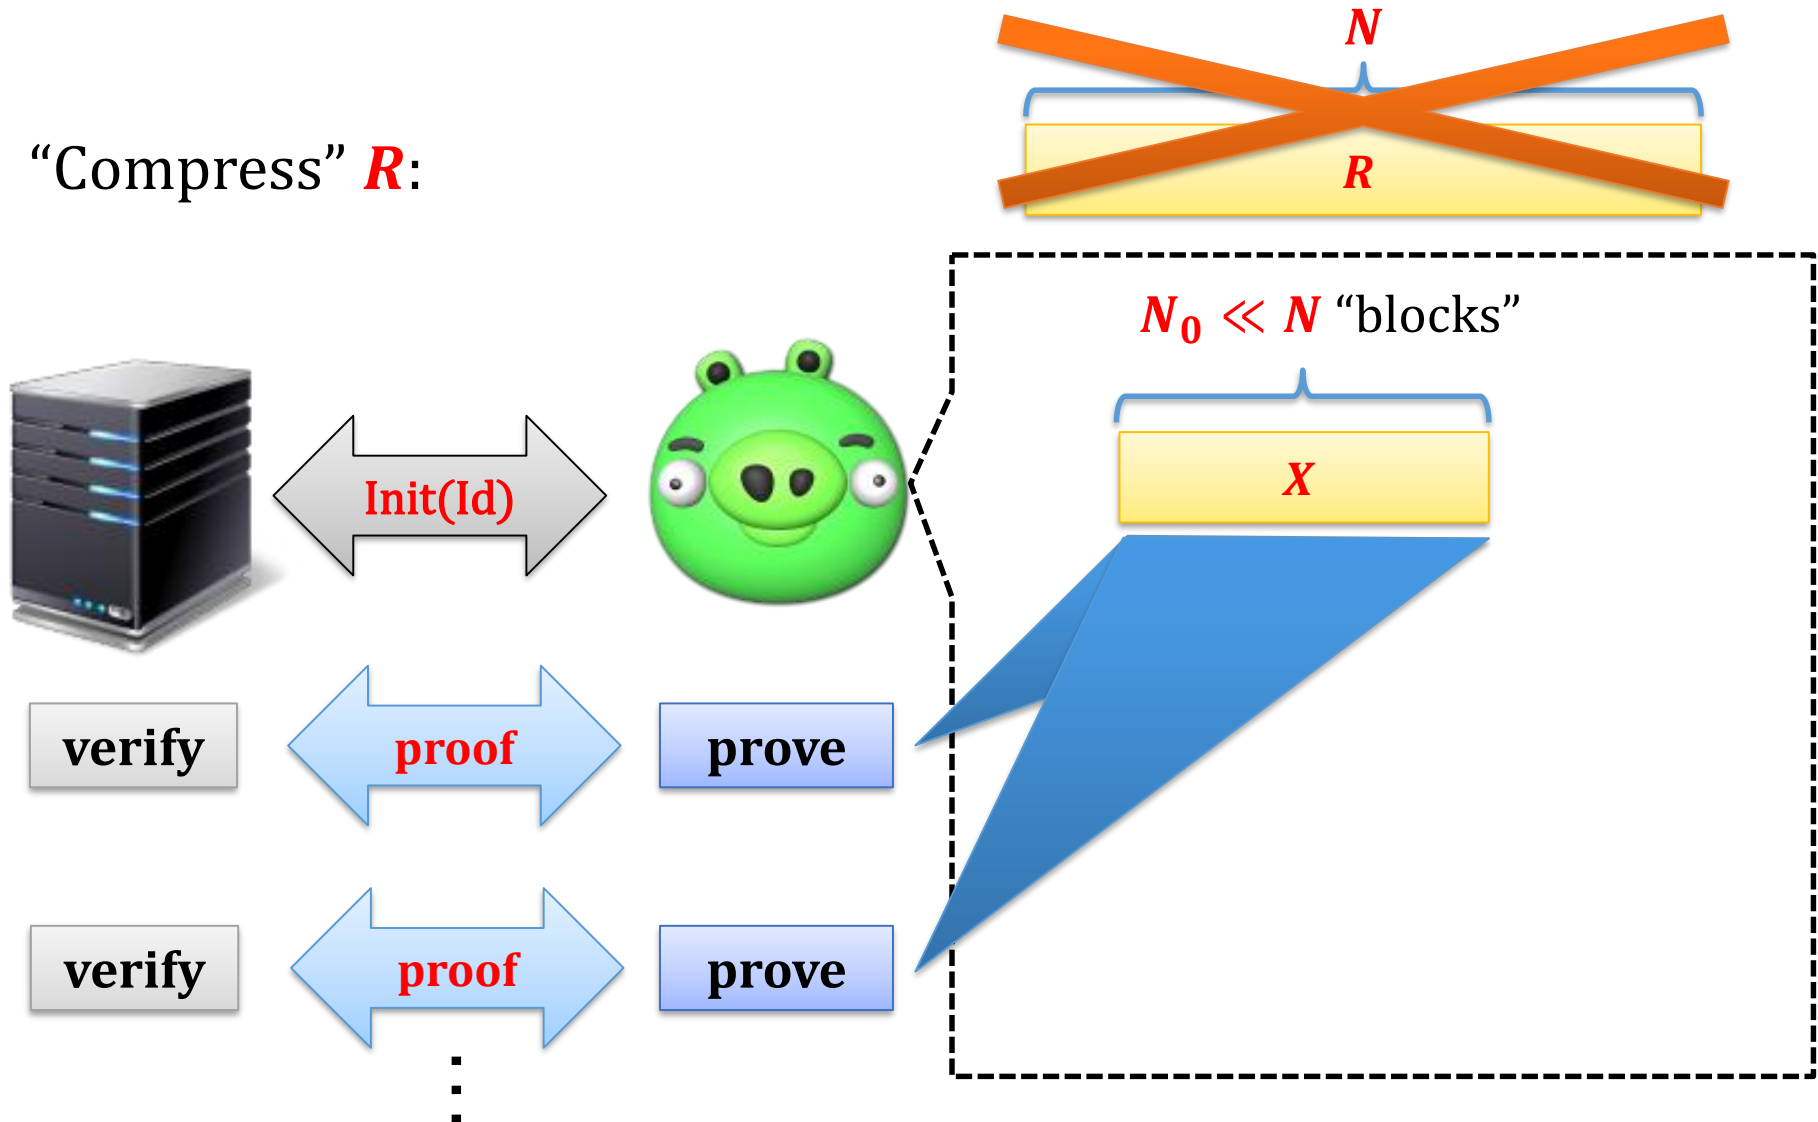 N
“Compress” R:
R
N₀ ≪ N “blocks”
X
Init(Id)
verify proof prove
verify proof prove
⋮